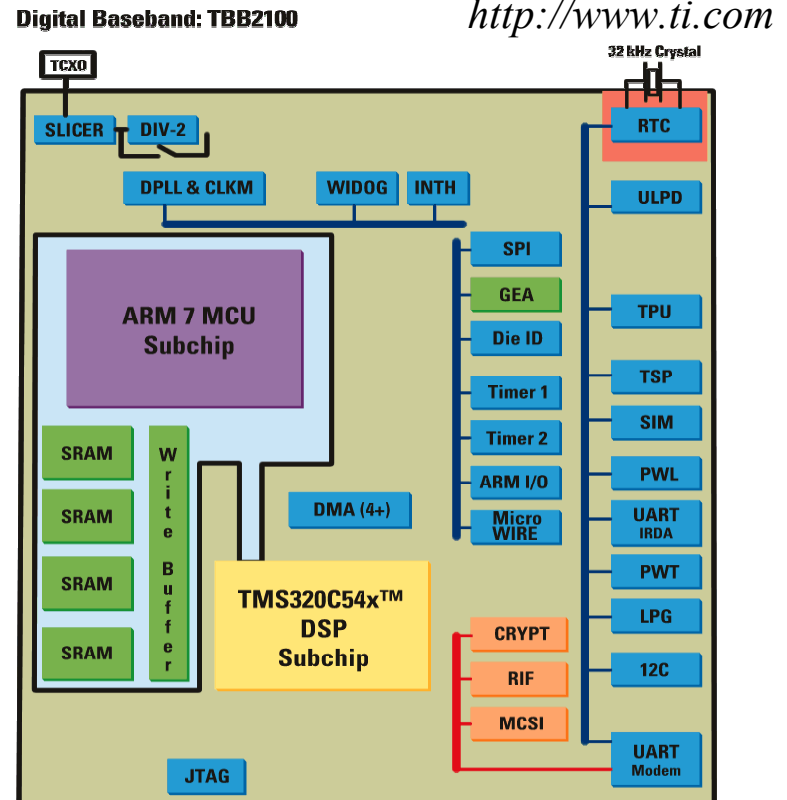 Digital Baseband: TBB2100
http://www.ti.com
32 kHz Crystal
TCXO
SLICER
DIV-2
RTC
DPLL & CLKM
WIDOG
INTH
ULPD
SPI
GEA
Die ID
Timer 1
Timer 2
ARM I/O
Micro
WIRE
TPU
TSP
SIM
PWL
UART
IRDA
PWT
LPG
12C
UART
Modem
ARM 7 MCU
Subchip
SRAM
SRAM
SRAM
SRAM
Write Buffer
DMA (4+)
TMS320C54x™
DSP
Subchip
CRYPT
RIF
MCSI
JTAG